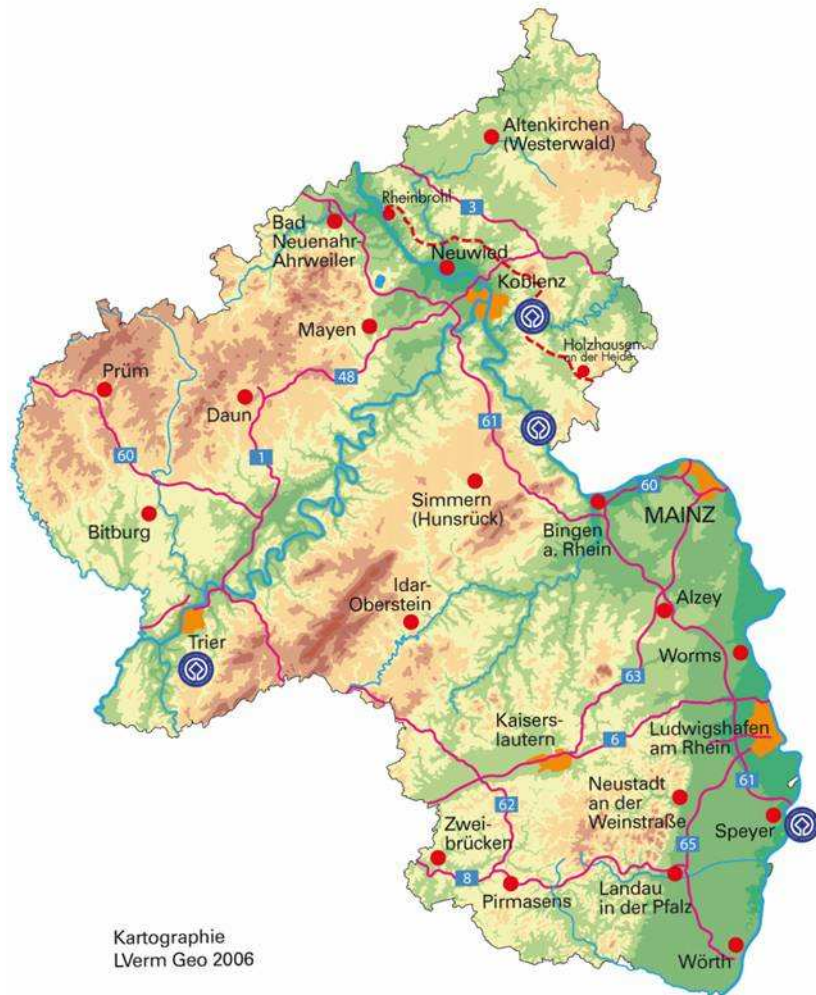 Altenkirchen
(Westerwald)
Rheinbrohl
3
Bad
Neuenahr-
Ahrweiler
Neuwied
Koblenz
Mayen
Holzhausen
an der Heide
Prüm
48
Daun
61
60
1
Simmern
(Hunsrück)
60
MAINZ
Bitburg
Bingen
a. Rhein
Idar-
Oberstein
Alzey
Trier
Worms
63
Kaisers-
lautern
6
Ludwigshafen
am Rhein
61
62
Neustadt
an der
Weinstraße
Speyer
Zwei-
brücken
65
8
Pirmasens
Landau
in der Pfalz
Kartographie
LVerm Geo 2006
Wörth